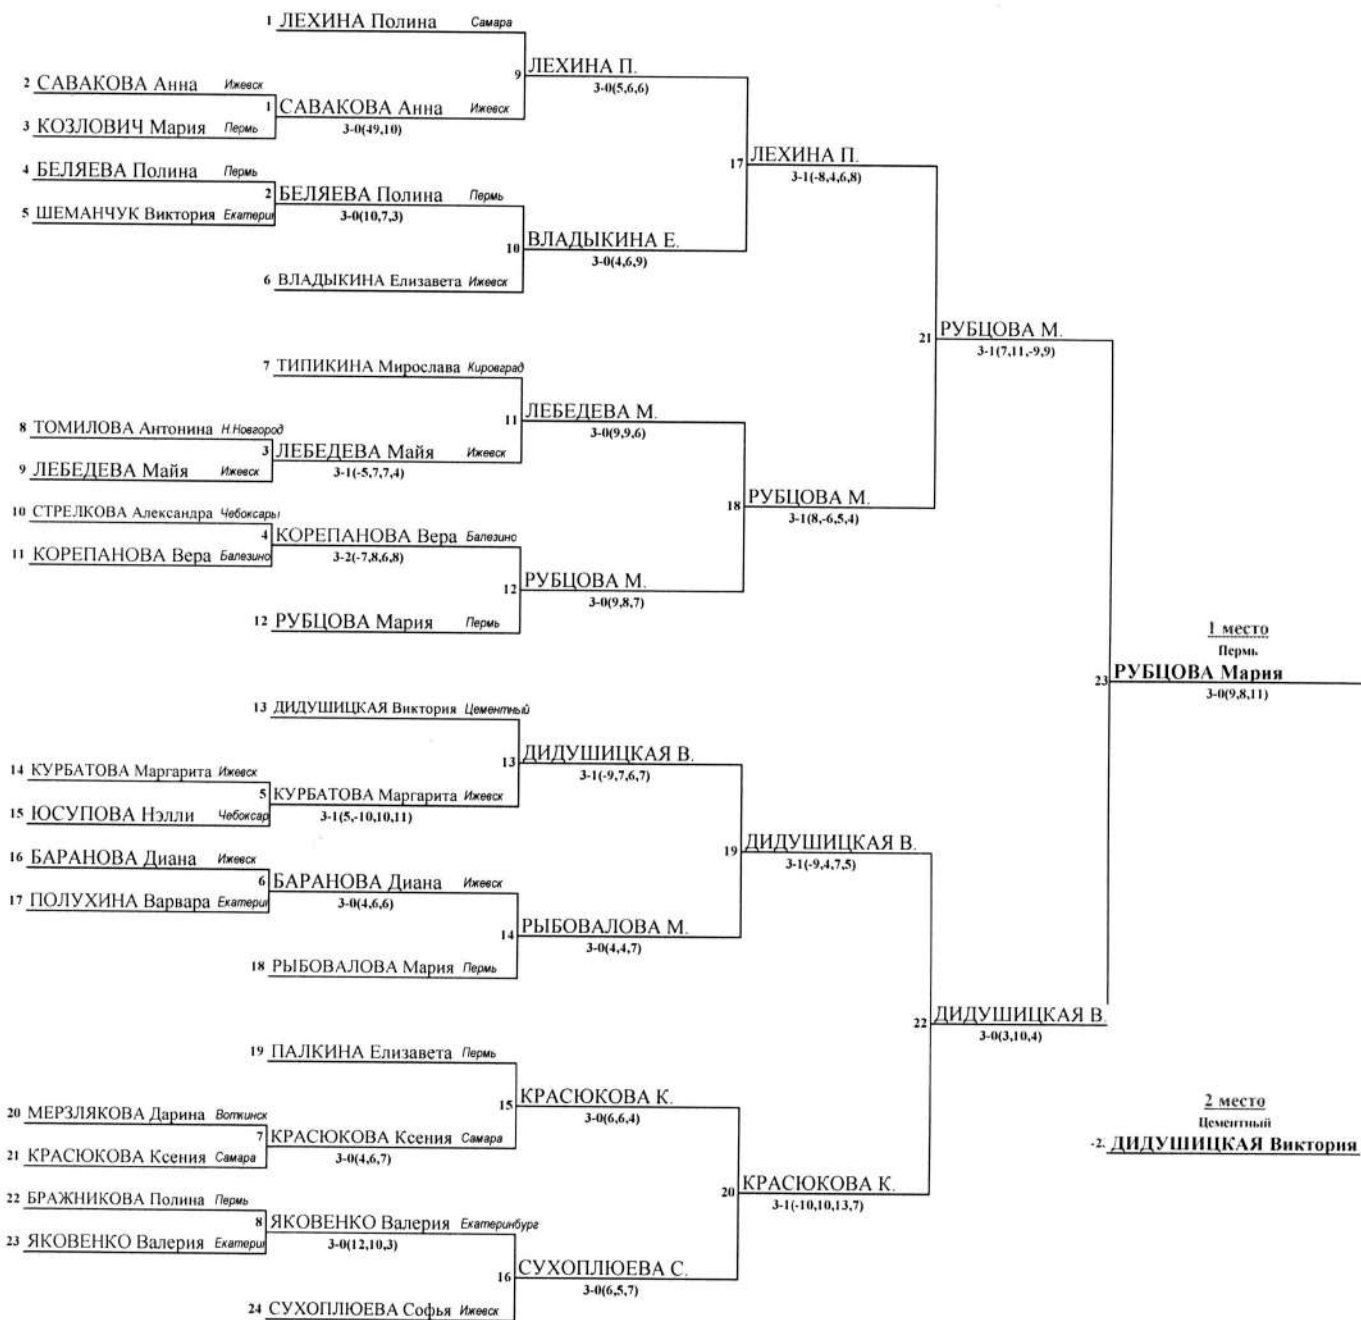 1 ЛЕХИНА Полина Самара
9 ЛЕХИНА П.
3-0(5,6,6)
2 САВАКОВА Анна Ижевск
1 САВАКОВА Анна Ижевск
3-0(49,10)
3 КОЗЛОВИЧ Мария Пермь
17 ЛЕХИНА П.
3-1(-8,4,6,8)
4 БЕЛЯЕВА Полина Пермь
2 БЕЛЯЕВА Полина Пермь
3-0(10,7,3)
5 ШЕМАНЧУК Виктория Екатери
10 ВЛАДЫКИНА Е.
3-0(4,6,9)
6 ВЛАДЫКИНА Елизавета Ижевск
21 РУБЦОВА М.
3-1(7,11,-9,9)
7 ТИПИКИНА Мирослава Кировград
11 ЛЕБЕДЕВА М.
3-0(9,9,6)
8 ТОМИЛОВА Антонина Н.Новгород
3 ЛЕБЕДЕВА Майя Ижевск
3-1(-5,7,7,4)
9 ЛЕБЕДЕВА Майя Ижевск
18 РУБЦОВА М.
3-1(8,-6,5,4)
10 СТРЕЛКОВА Александра Чебоксары
4 КОРЕПАНОВА Вера Балезино
3-2(-7,8,6,8)
11 КОРЕПАНОВА Вера Балезино
12 РУБЦОВА М.
3-0(9,8,7)
12 РУБЦОВА Мария Пермь
1 место
Пермь
23 РУБЦОВА Мария
3-0(9,8,11)
13 ДИДУШИЦКАЯ Виктория Цементный
13 ДИДУШИЦКАЯ В.
3-1(-9,7,6,7)
14 КУРБАТОВА Маргарита Ижевск
5 КУРБАТОВА Маргарита Ижевск
3-1(5,-10,10,11)
15 ЮСУПОВА Нэлли Чебоксар
19 ДИДУШИЦКАЯ В.
3-1(-9,4,7,5)
16 БАРАНОВА Диана Ижевск
6 БАРАНОВА Диана Ижевск
3-0(4,6,6)
17 ПОЛУХИНА Варвара Екатери
14 РЫБОВАЛОВА М.
3-0(4,4,7)
18 РЫБОВАЛОВА Мария Пермь
22 ДИДУШИЦКАЯ В.
3-0(3,10,4)
19 ПАЛКИНА Елизавета Пермь
15 КРАСЮКОВА К.
3-0(6,6,4)
20 МЕРЗЛЯКОВА Дарина Воткинск
7 КРАСЮКОВА Ксения Самара
3-0(4,6,7)
21 КРАСЮКОВА Ксения Самара
2 место
Цементный
-2. ДИДУШИЦКАЯ Виктория
20 КРАСЮКОВА К.
3-1(-10,10,13,7)
22 БРАЖНИКОВА Полина Пермь
8 ЯКОВЕНКО Валерия Екатеринбург
3-0(12,10,3)
23 ЯКОВЕНКО Валерия Екатери
16 СУХОПЛЮЕВА С.
3-0(6,5,7)
24 СУХОПЛЮЕВА Софья Ижевск